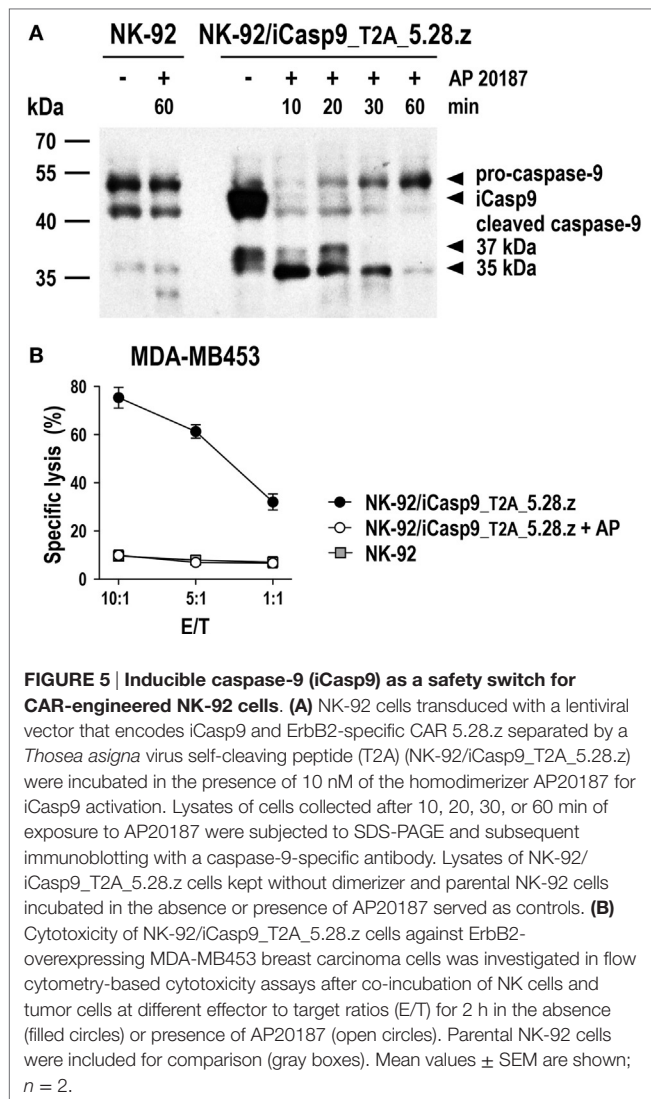 A
NK-92 NK-92/iCasp9_T2A_5.28.z
- + - + + + + AP 20187
kDa 60 10 20 30 60 min
70
55
40
35
pro-caspase-9
iCasp9
cleaved caspase-9
37 kDa
35 kDa
B
MDA-MB453
Specific lysis (%)
80
60
40
20
0
10:1 5:1 1:1
E/T
NK-92/iCasp9_T2A_5.28.z
NK-92/iCasp9_T2A_5.28.z + AP
NK-92
FIGURE 5 | Inducible caspase-9 (iCasp9) as a safety switch for
CAR-engineered NK-92 cells. (A) NK-92 cells transduced with a lentiviral
vector that encodes iCasp9 and ErbB2-specific CAR 5.28.z separated by a
Thosea asigna virus self-cleaving peptide (T2A) (NK-92/iCasp9_T2A_5.28.z)
were incubated in the presence of 10 nM of the homodimerizer AP20187 for
iCasp9 activation. Lysates of cells collected after 10, 20, 30, or 60 min of
exposure to AP20187 were subjected to SDS-PAGE and subsequent
immunoblotting with a caspase-9-specific antibody. Lysates of NK-92/
iCasp9_T2A_5.28.z cells kept without dimerizer and parental NK-92 cells
incubated in the absence or presence of AP20187 served as controls. (B)
Cytotoxicity of NK-92/iCasp9_T2A_5.28.z cells against ErbB2-
overexpressing MDA-MB453 breast carcinoma cells was investigated in flow
cytometry-based cytotoxicity assays after co-incubation of NK cells and
tumor cells at different effector to target ratios (E/T) for 2 h in the absence
(filled circles) or presence of AP20187 (open circles). Parental NK-92 cells
were included for comparison (gray boxes). Mean values ± SEM are shown;
n = 2.